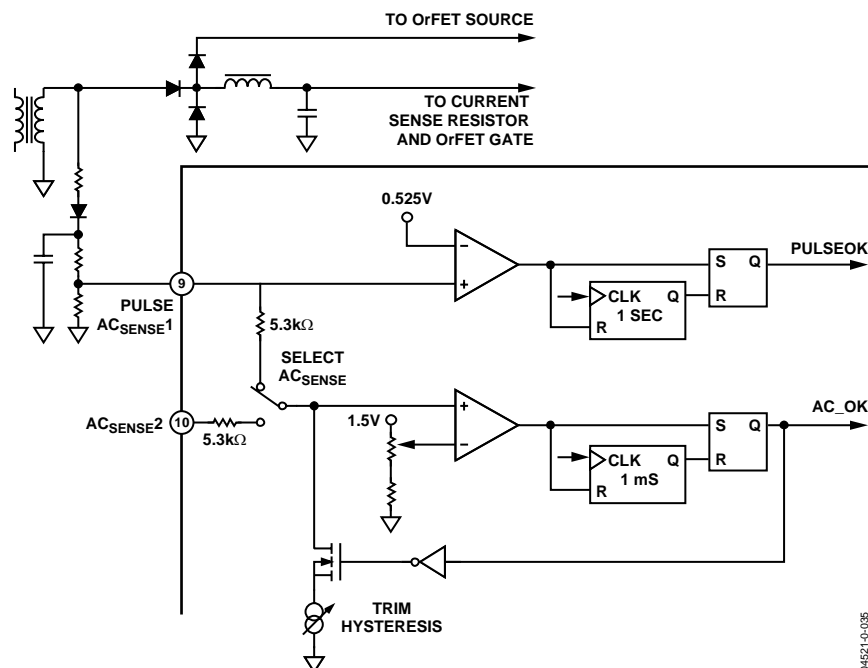 TO OrFET SOURCE
TO CURRENT
SENSE RESISTOR
AND OrFET GATE
0.525V
−
+
S Q
PULSEOK
9
CLK Q
R
1 SEC
R
PULSE
AC_SENSE1
5.3kΩ
SELECT
AC_SENSE
10
AC_SENSE2
5.3kΩ
1.5V
+
−
S Q
AC_OK
CLK Q
R
1 mS
R
TRIM
HYSTERESIS
04521-0-035